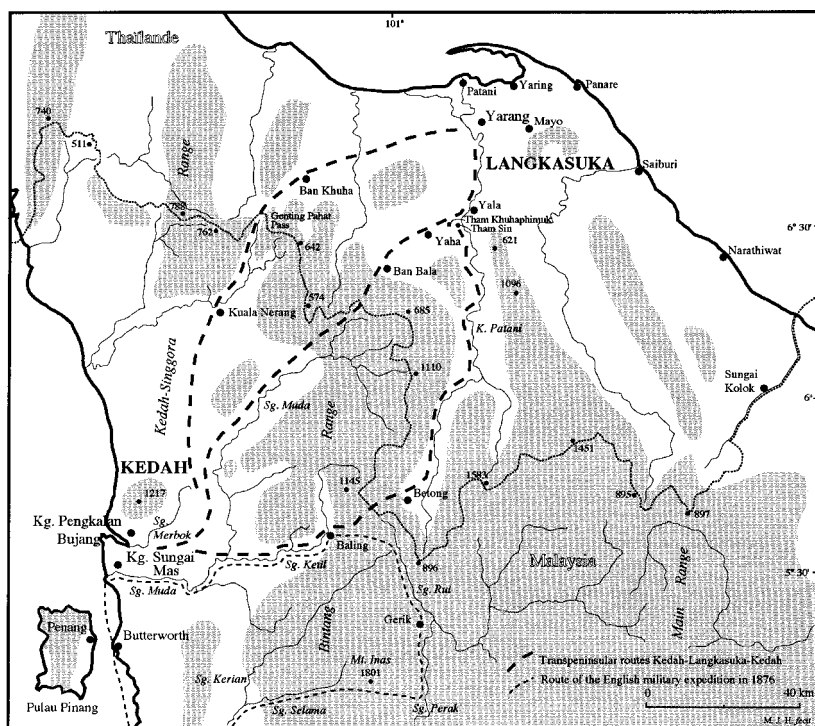 101°
Thaïlande
Patani
Yaring
Panare
740
Yarang
Mayo
511
LANGKASUKA
Range
Saiburi
Ban Khuha
788
Yala
762
Genting Pahat
Pass
Tham Khuhaphimuk
Tham Sin
6° 30'
642
Yaha
621
Narathiwat
Ban Bala
574
1096
Kuala Nerang
685
K. Patani
Kedah-Singgora
1110
Sungai
Kolok
Sg. Muda
Range
6°
KEDAH
1451
1145
1583
1217
Betong
895
897
Kg. Pengkalan
Bujang
Sg.
Merbok
Baling
Kg. Sungai
Mas
Sg. Ketil
896
Malaysia
5° 30'
Sg. Muda
Sg. Rui
Main Range
Bintang
Penang
Butterworth
Gerik
Mt. Inas
1801
Sg. Kerian
Transpeninsular routes Kedah-Langkasuka-Kedah
Route of the English military expedition in 1876
Pulau Pinang
Sg. Selama
Sg. Perak
0
40 km
M. J. H. fecit